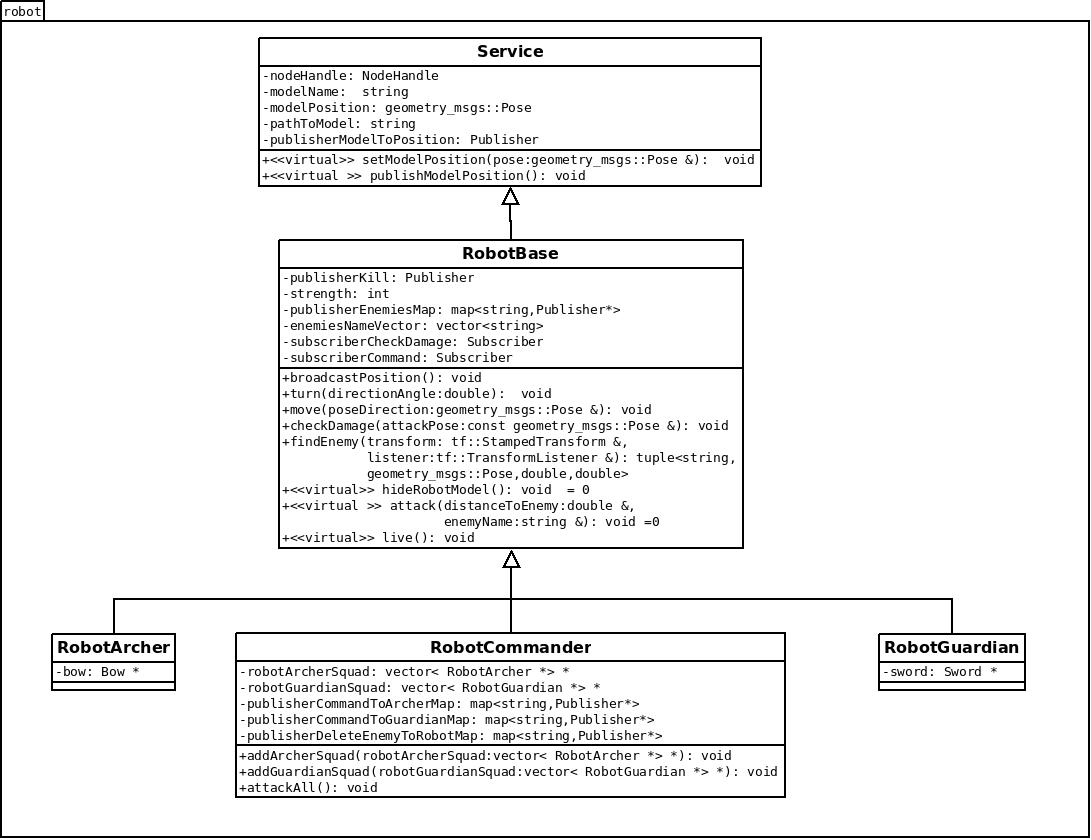 robot
Service
-nodeHandle: NodeHandle
-modelName:  string
-modelPosition: geometry_msgs::Pose
-pathToModel: string
-publisherModelToPosition: Publisher
+<<virtual>> setModelPosition(pose:geometry_msgs::Pose &):  void
+<<virtual >> publishModelPosition(): void
RobotBase
-publisherKill: Publisher
-strength: int
-publisherEnemiesMap: map<string,Publisher*>
-enemiesNameVector: vector<string>
-subscriberCheckDamage: Subscriber
-subscriberCommand: Subscriber
+broadcastPosition(): void
+turn(directionAngle:double):  void
+move(poseDirection:geometry_msgs::Pose &): void
+checkDamage(attackPose:const geometry_msgs::Pose &): void
+findEnemy(transform: tf::StampedTransform &,
listener:tf::TransformListener &): tuple<string,
geometry_msgs::Pose,double,double>
+<<virtual>> hideRobotModel(): void  = 0
+<<virtual >> attack(distanceToEnemy:double &,
enemyName:string &): void =0
+<<virtual>> live(): void
RobotArcher
-bow: Bow *
RobotCommander
-robotArcherSquad: vector< RobotArcher *> *
-robotGuardianSquad: vector< RobotGuardian *> *
-publisherCommandToArcherMap: map<string,Publisher*>
-publisherCommandToGuardianMap: map<string,Publisher*>
-publisherDeleteEnemyToRobotMap: map<string,Publisher*>
+addArcherSquad(robotArcherSquad:vector< RobotArcher *> *): void
+addGuardianSquad(robotGuardianSquad:vector< RobotGuardian *> *): void
+attackAll(): void
RobotGuardian
-sword: Sword *